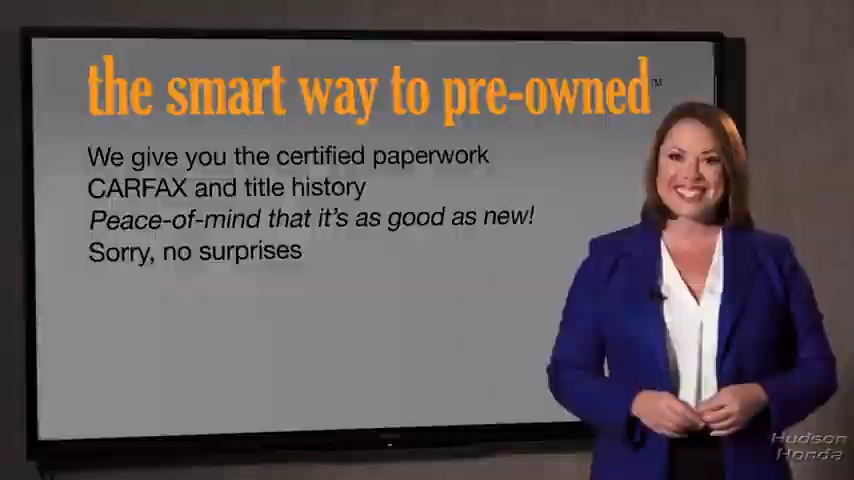 the smart way to pre-owned™
We give you the certified paperwork
CARFAX and title history
Peace-of-mind that it's as good as new!
Sorry, no surprises
Hudson
Honda